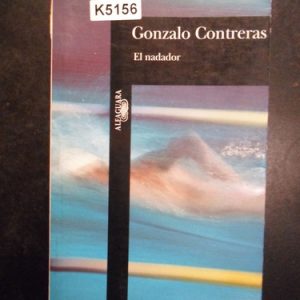 K5156
Gonzalo Contreras
El nadador
ALFAGUARA